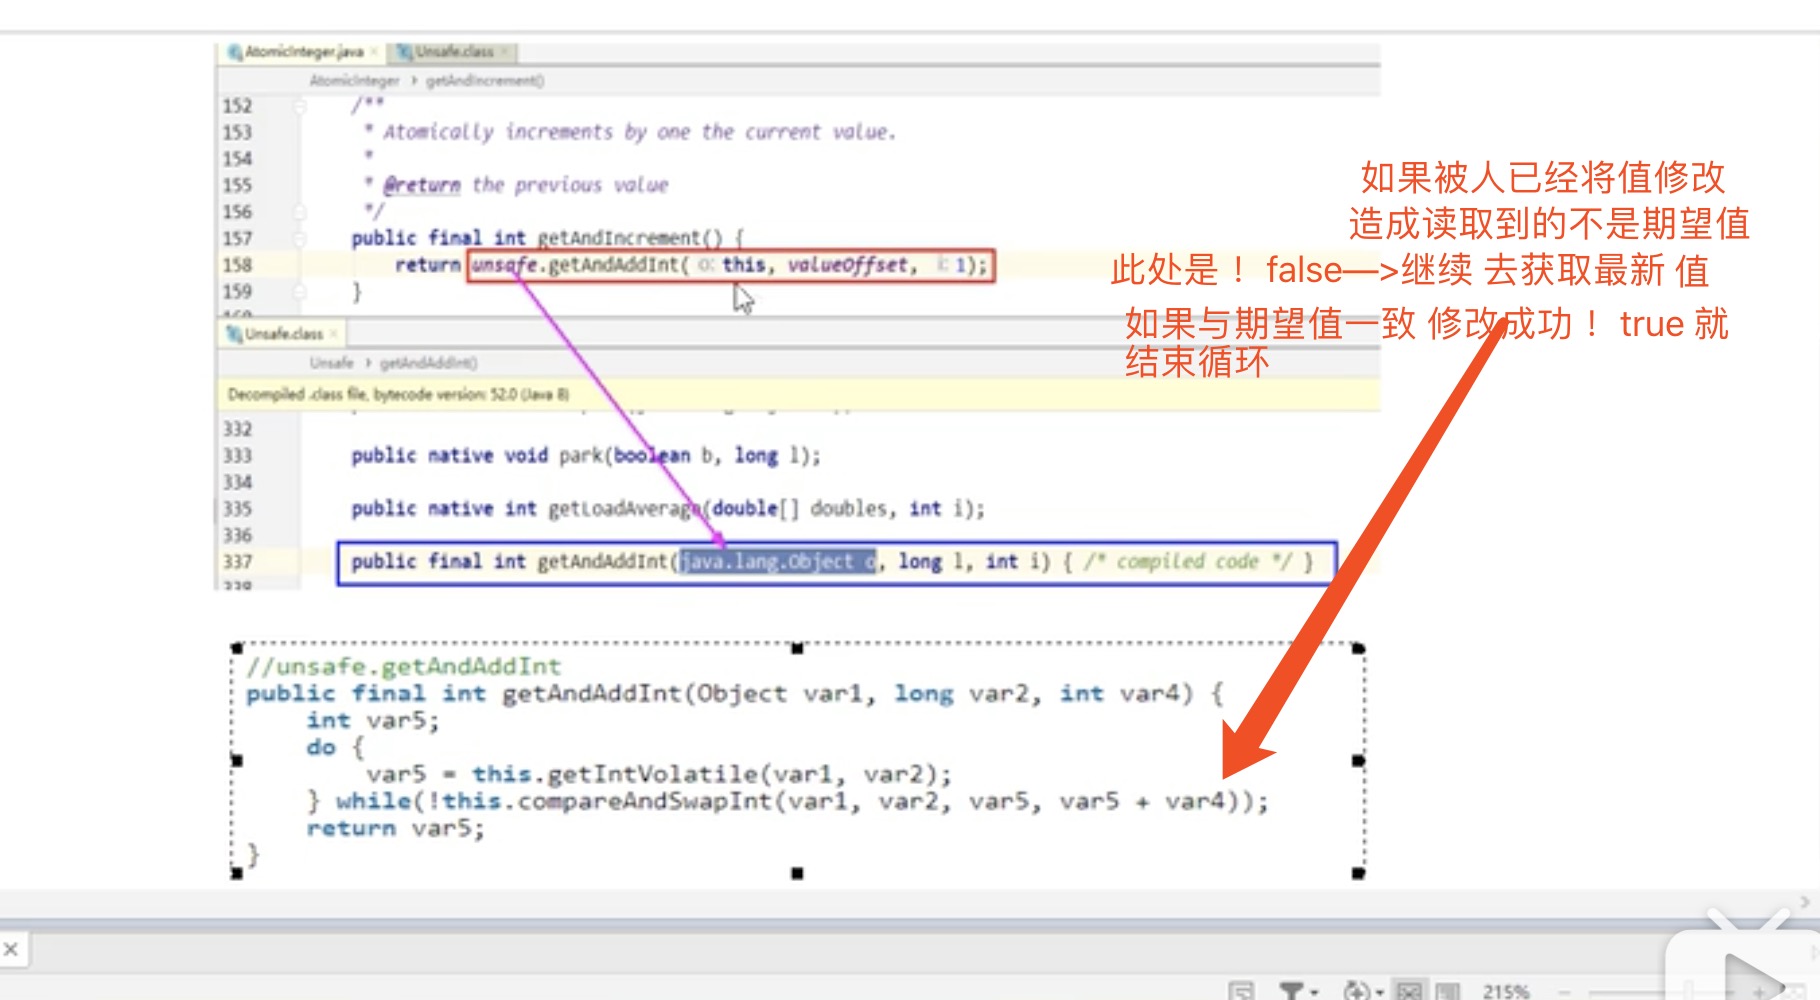 AtomicInteger.java Unsafe.class
AtomicInteger getAndIncrement()
152 /**
153 * Atomically increments by one the current value.
154 *
155 * @return the previous value
156 */
157 public final int getAndIncrement() {
158 return unsafe.getAndAddInt( o: this, valueOffset, i: 1);
159 }
Unsafe.class
Unsafe getAndAddInt()
Decompiled .class file, bytecode version: 52.0 (Java 8)
332
333 public native void park(boolean b, long l);
334
335 public native int getLoadAverage(double[] doubles, int i);
336
337 public final int getAndAddInt(java.lang.Object o, long l, int i) { /* compiled code */ }
338
如果被人已经将值修改
造成读取到的不是期望值
此处是！false—>继续 去获取最新 值
如果与期望值一致 修改成功！true 就
结束循环
//unsafe.getAndAddInt
public final int getAndAddInt(Object var1, long var2, int var4) {
int var5;
do {
var5 = this.getIntVolatile(var1, var2);
} while(!this.compareAndSwapInt(var1, var2, var5, var5 + var4));
return var5;
}
215%